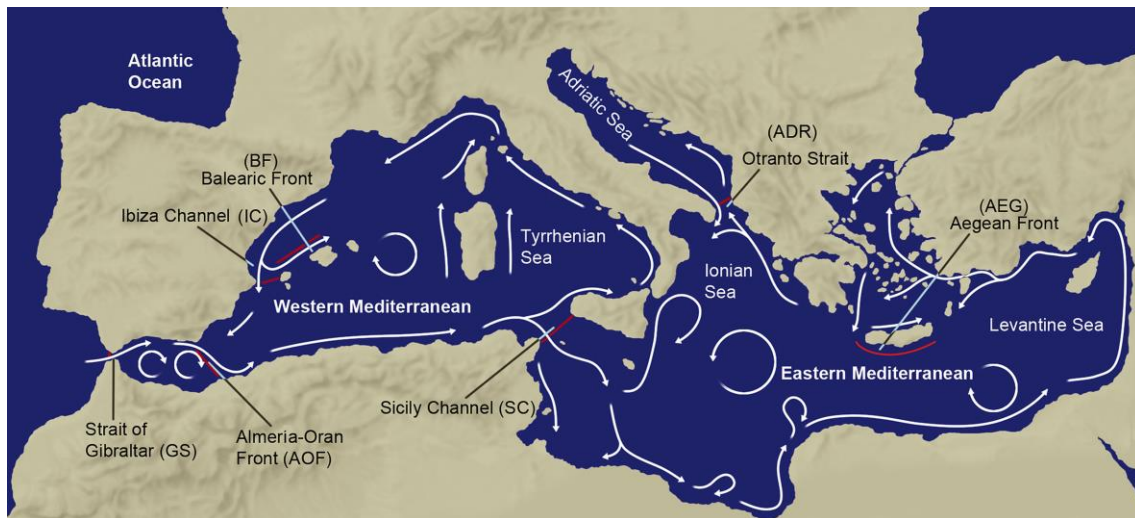 Atlantic
Ocean
(BF)
Balearic Front
Ibiza Channel (IC)
Adriatic Sea
(ADR)
Otranto Strait
(AEG)
Aegean Front
Tyrrhenian
Sea
Ionian
Sea
Western Mediterranean
Levantine Sea
Eastern Mediterranean
Sicily Channel (SC)
Strait of
Gibraltar (GS)
Almeria-Oran
Front (AOF)